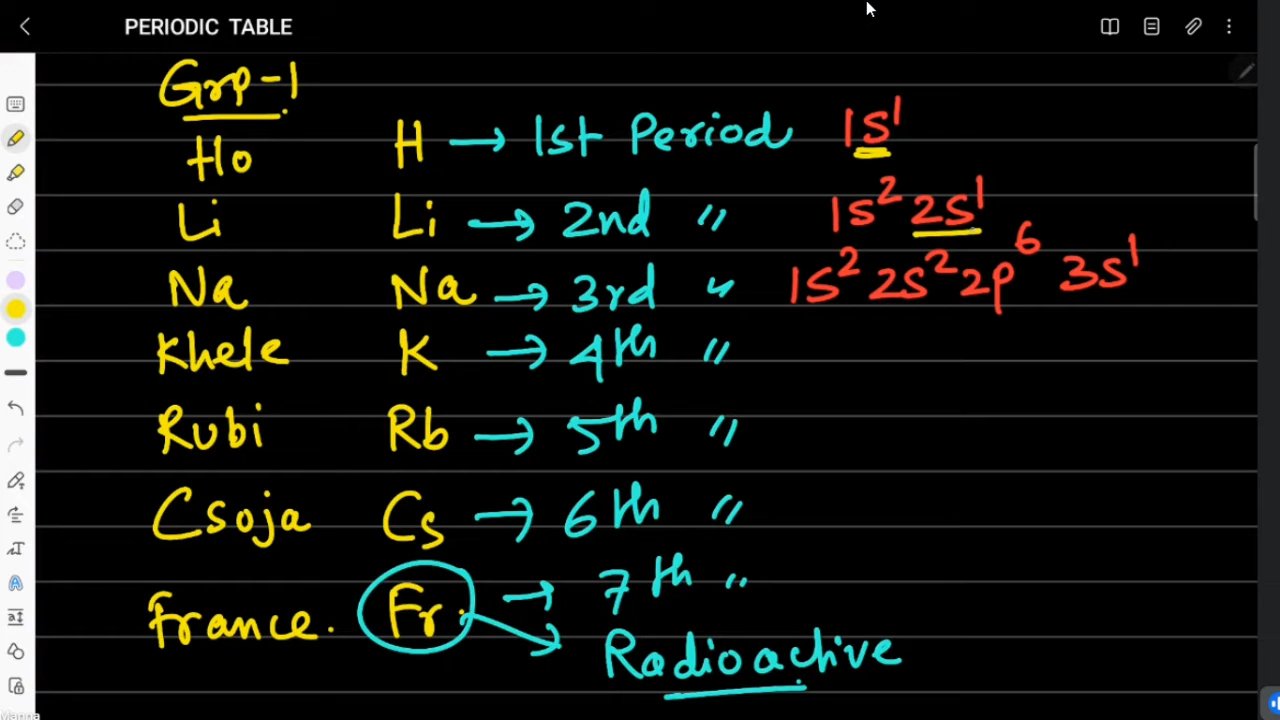 PERIODIC TABLE
Grp-1
Ho H → 1st Period 1s¹
Li Li → 2nd " 1s² 2s¹
Na Na → 3rd " 1s² 2s² 2p⁶ 3s¹
Khele K → 4th "
Rubi Rb → 5th "
Csoja Cs → 6th "
France. Fr → 7th "
Radioactive